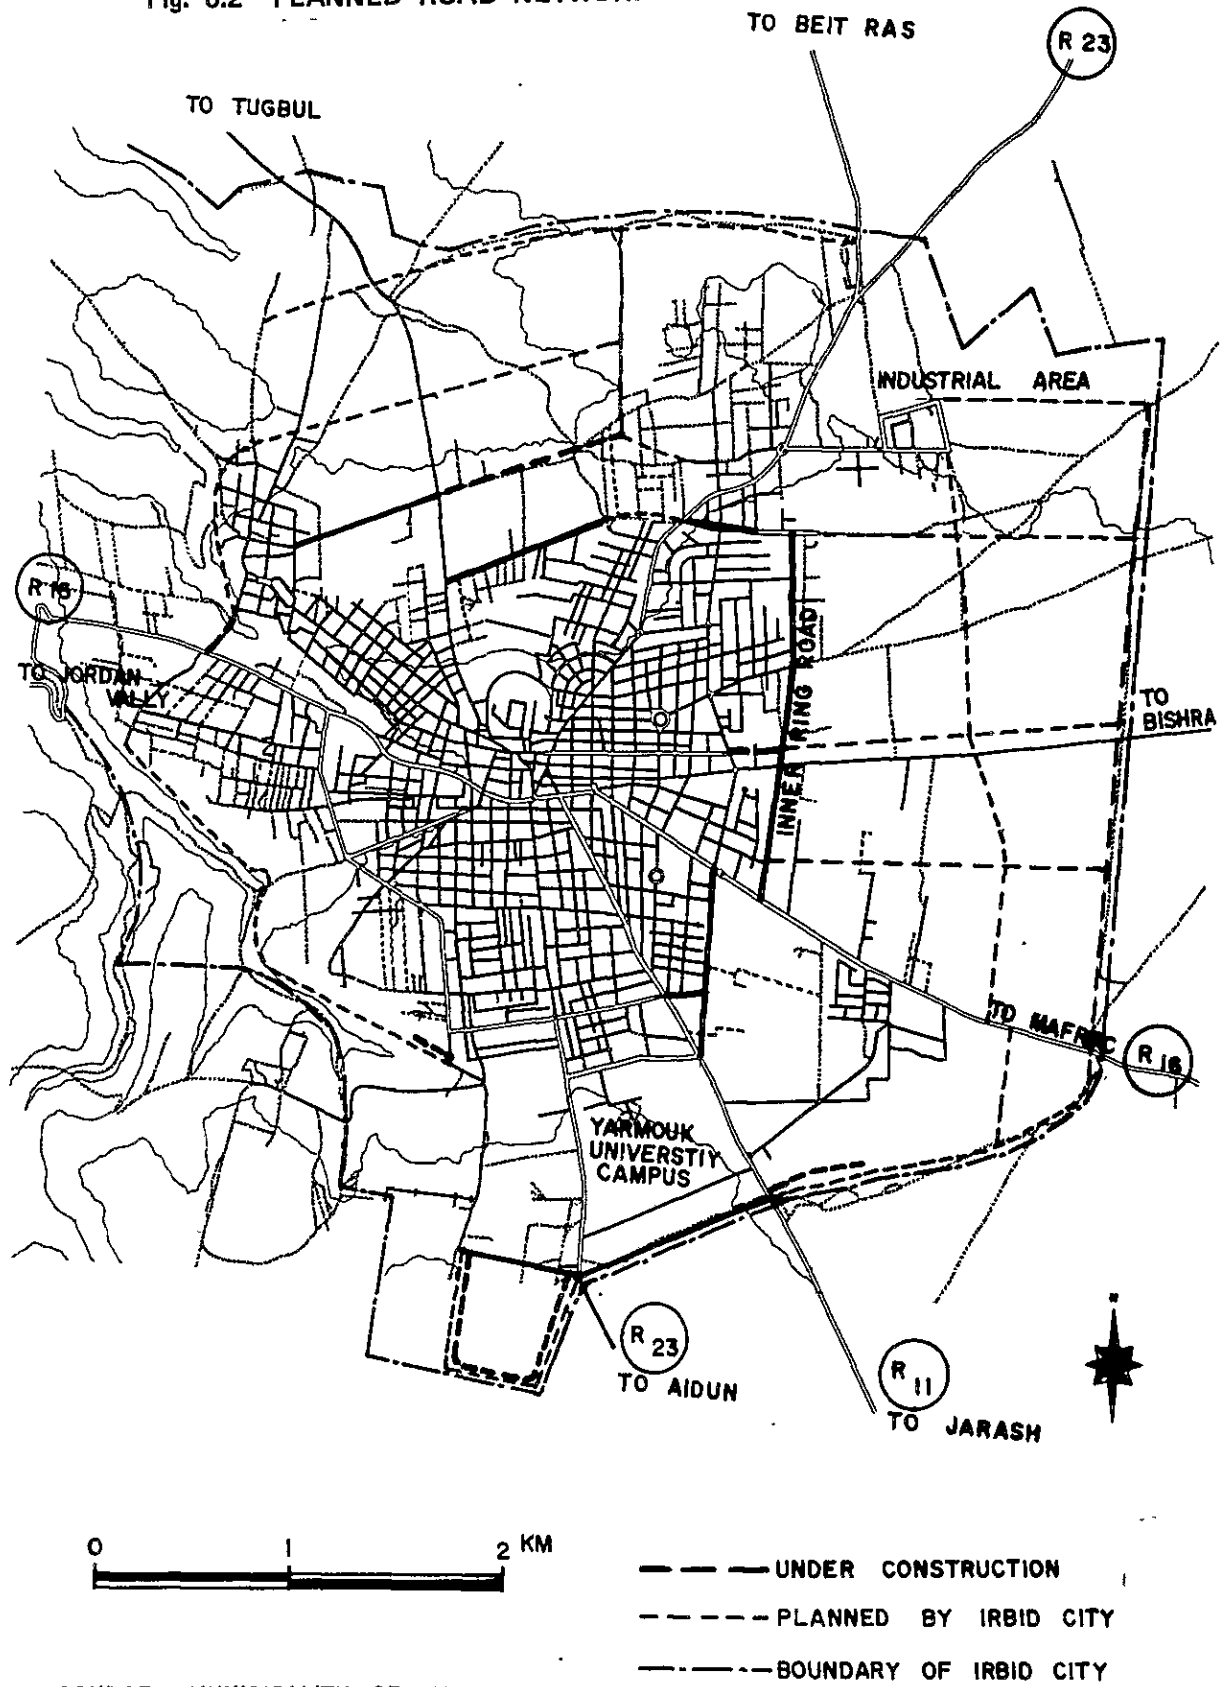 Fig. 6.2 PLANNED ROAD
TO BEIT RAS
R 23
TO TUGBUL
INDUSTRIAL AREA
R 16
TO JORDAN
VALLY
INNER RING ROAD
TO
BISHRA
TO MAFRAC
R 16
YARMOUK
UNIVERSTIY
CAMPUS
R 23
TO AIDUN
R 11
TO JARASH
0 1 2 KM
UNDER CONSTRUCTION
PLANNED BY IRBID CITY
BOUNDARY OF IRBID CITY